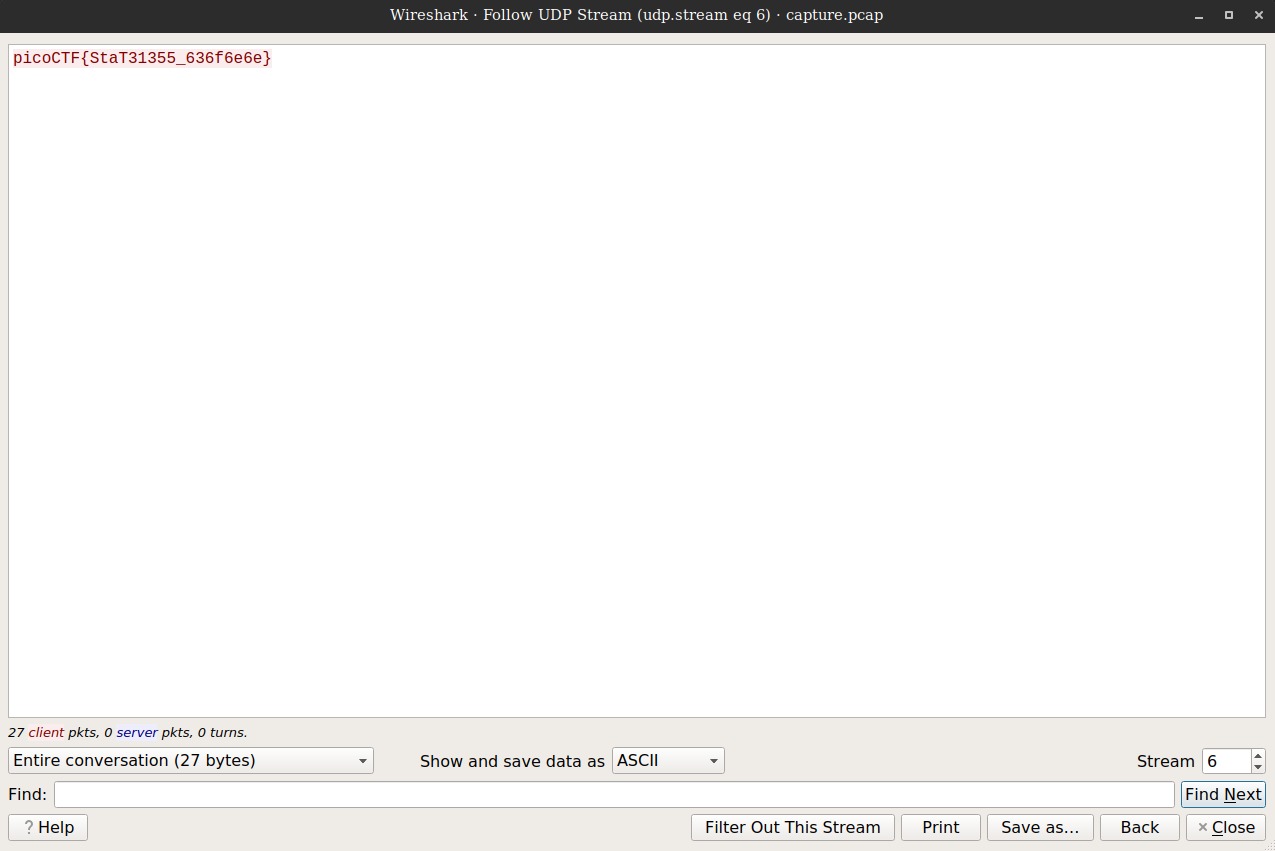 Wireshark · Follow UDP Stream (udp.stream eq 6) · capture.pcap
picoCTF{StaT31355_636f6e6e}
27 client pkts, 0 server pkts, 0 turns.
Entire conversation (27 bytes) Show and save data as ASCII Stream 6
Find: Find Next
Help Filter Out This Stream Print Save as… Back Close